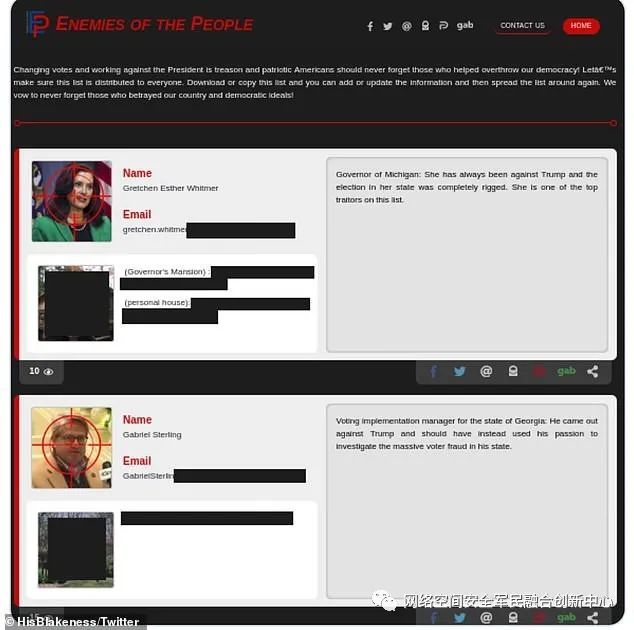 ENEMIES OF THE PEOPLE
gab CONTACT US HOME
Changing votes and working against the President is treason and patriotic Americans should never forget those who helped overthrow our democracy! Letâ€™s
make sure this list is distributed to everyone. Download or copy this list and you can add or update the information and then spread the list around again. We
vow to never forget those who betrayed our country and democratic ideals!
Name
Gretchen Esther Whitmer
Email
gretchen.whitmer
(Governor's Mansion) :
(personal house):
Governor of Michigan: She has always been against Trump and the
election in her state was completely rigged. She is one of the top
traitors on this list.
10
gab
Name
Gabriel Sterling
Email
GabrielSterlin
Voting implementation manager for the state of Georgia: He came out
against Trump and should have instead used his passion to
investigate the massive voter fraud in his state.
网络空间安全军民融合创新中心
gab
© HisBlakeness/Twitter